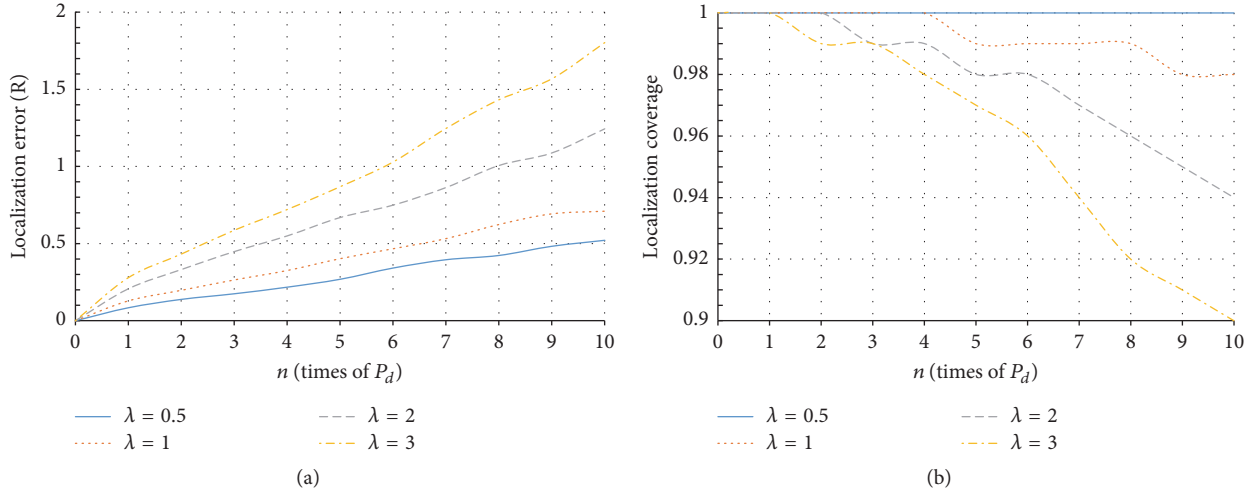 2
1.5
1
0.5
0
Localization error (R)
0 1 2 3 4 5 6 7 8 9 10
n (times of P_d)
λ = 0.5
λ = 2
λ = 1
λ = 3
(a)
1
0.98
0.96
0.94
0.92
0.9
Localization coverage
0 1 2 3 4 5 6 7 8 9 10
n (times of P_d)
λ = 0.5
λ = 2
λ = 1
λ = 3
(b)